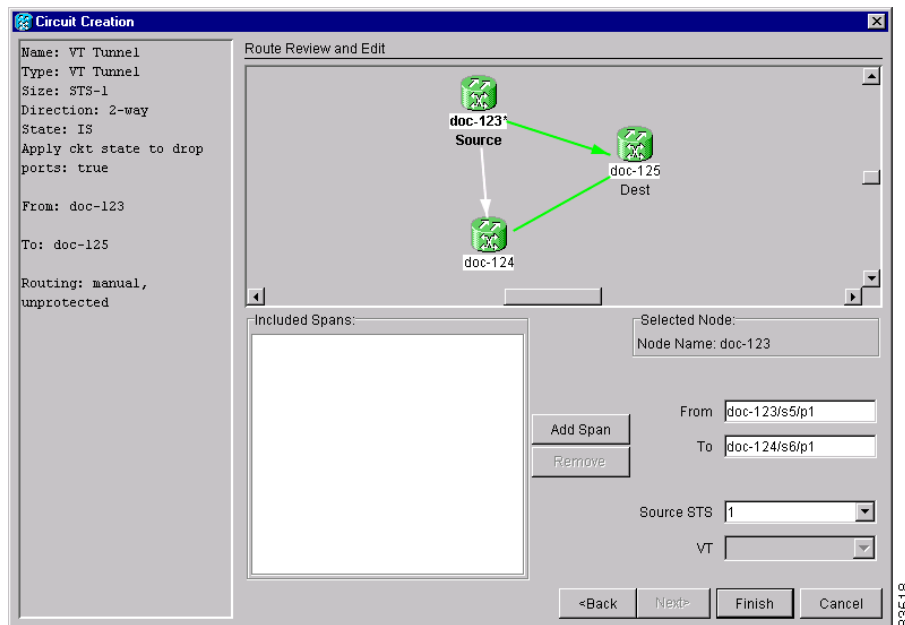 Circuit Creation
Name: VT Tunnel
Type: VT Tunnel
Size: STS-1
Direction: 2-way
State: IS
Apply ckt state to drop
ports: true
From: doc-123
To: doc-125
Routing: manual,
unprotected
Route Review and Edit
doc-123*
Source
doc-125
Dest
doc-124
Included Spans:
Selected Node:
Node Name: doc-123
Add Span
Remove
From doc-123/s5/p1
To doc-124/s6/p1
Source STS 1
VT
<Back Next> Finish Cancel
83518